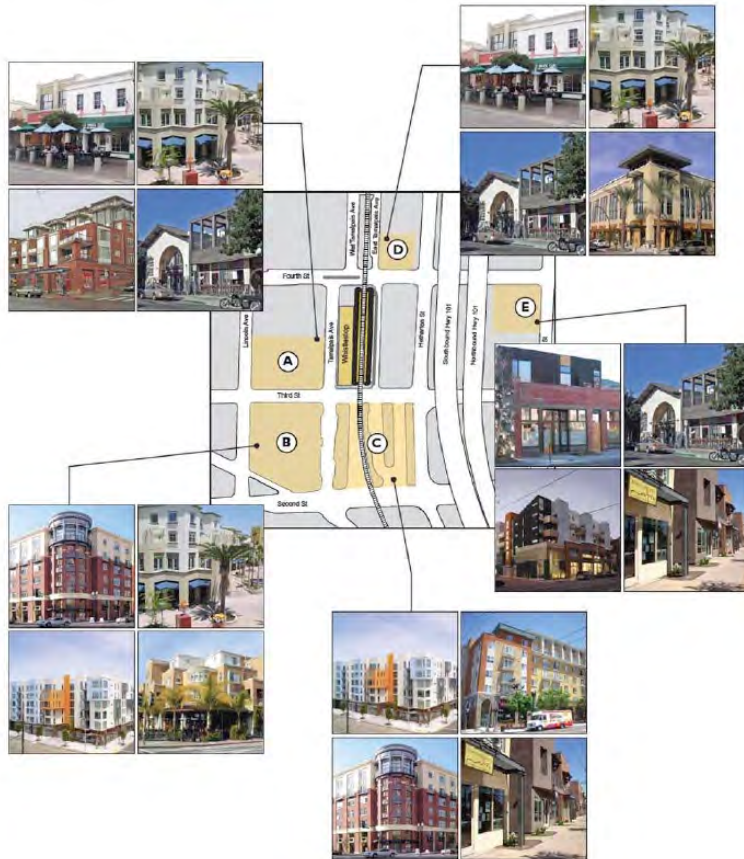 West Tamalpais Ave
East Tamalpais Ave
D
Fourth St
E
Lincoln Ave
Tamalpais Ave
Whistlestop
Hetherton St
Southbound Hwy 101
Northbound Hwy 101
St
A
Third St
B
C
Second St